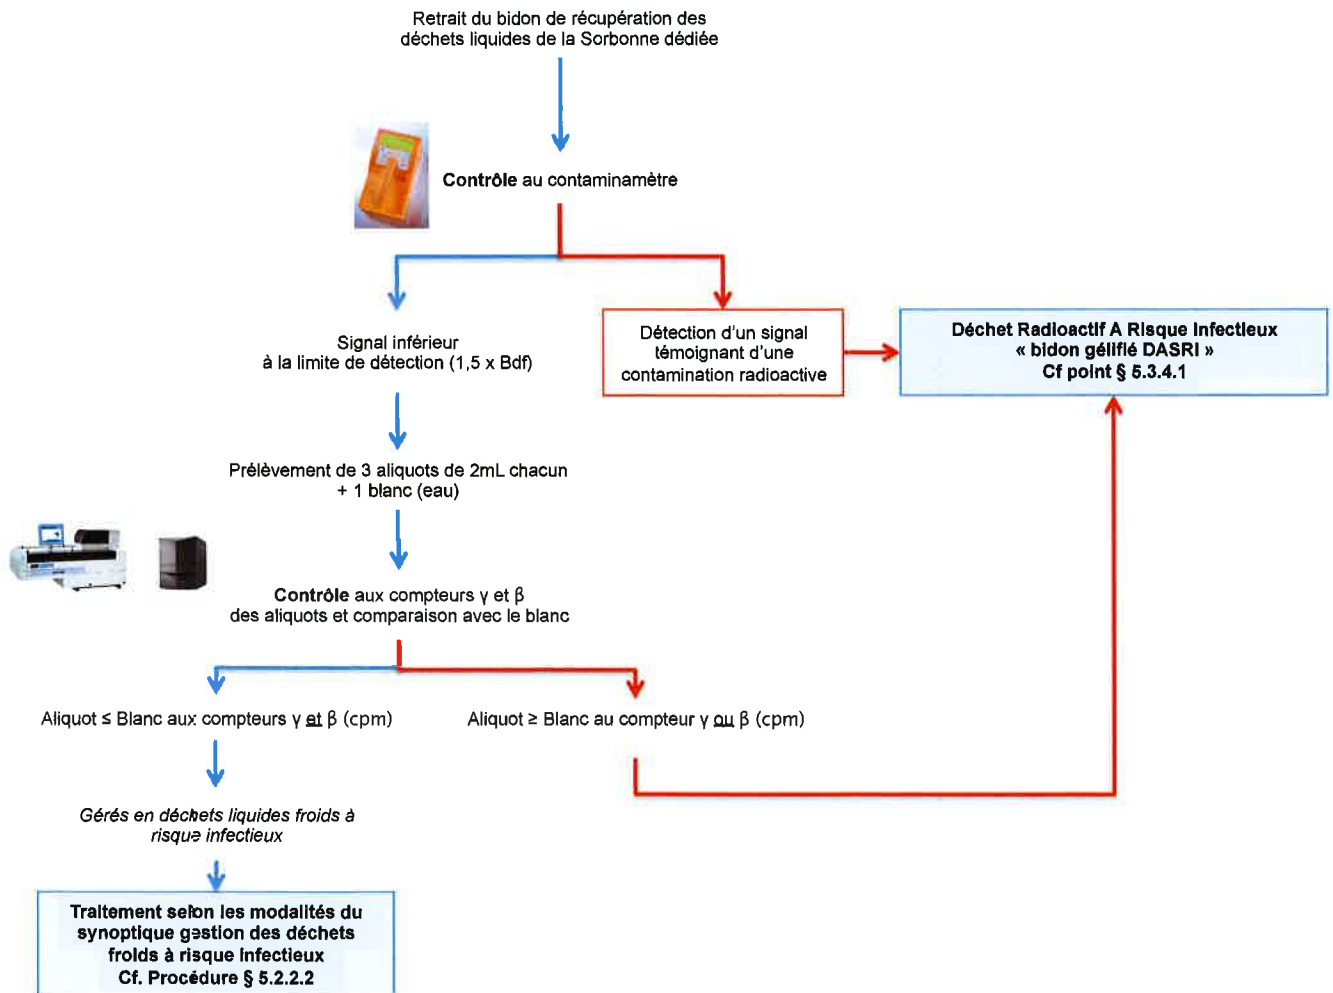 Retrait du bidon de récupération des
déchets liquides de la Sorbonne dédiée
Contrôle au contaminamètre
Signal inférieur
à la limite de détection (1,5 x Bdf)
Détection d'un signal
témoignant d'une
contamination radioactive
Déchet Radioactif A Risque Infectieux
« bidon gélifié DASRI »
Cf point § 5.3.4.1
Prélèvement de 3 aliquots de 2mL chacun
+ 1 blanc (eau)
Contrôle aux compteurs γ et β
des aliquots et comparaison avec le blanc
Aliquot ≤ Blanc aux compteurs γ et β (cpm)
Aliquot ≥ Blanc au compteur γ ou β (cpm)
Gérés en déchets liquides froids à
risque infectieux
Traitement selon les modalités du
synoptique gestion des déchets
froids à risque infectieux
Cf. Procédure § 5.2.2.2